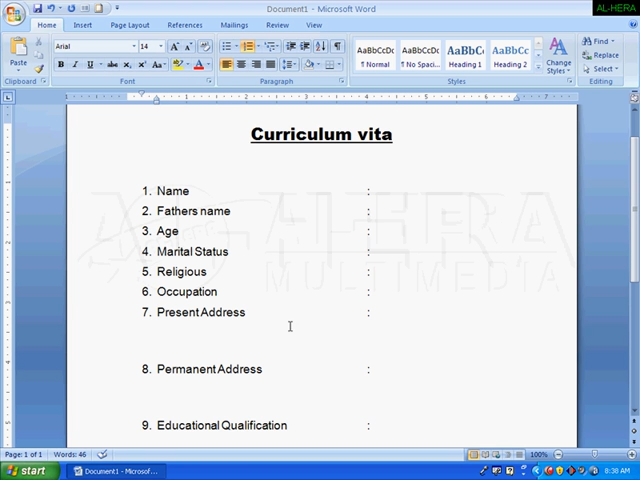 Document1 - Microsoft Word
AL-HERA
Home Insert Page Layout References Mailings Review View
Paste
Clipboard
Arial 14
Font
Paragraph
AaBbCcDc AaBbCcDc AaBbC AaBbCc
¶ Normal ¶ No Spaci... Heading 1 Heading 2
Change Styles
Styles
Find
Replace
Select
Editing
AL-HERA
MULTIMEDIA
Curriculum vita
1. Name :
2. Fathers name :
3. Age :
4. Marital Status :
5. Religious :
6. Occupation :
7. Present Address :
8. Permanent Address :
9. Educational Qualification :
Page: 1 of 1 Words: 46 100%
start Document1 - Microsof... 8:38 AM